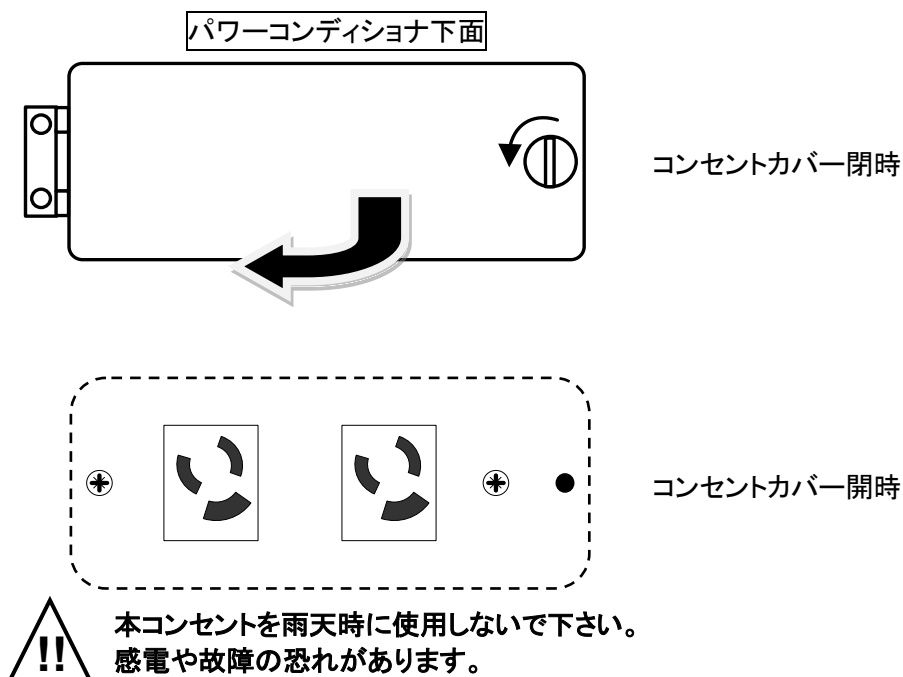 パワーコンディショナ下面
コンセントカバー閉時
コンセントカバー開時
!!
本コンセントを雨天時に使用しないで下さい。
感電や故障の恐れがあります。